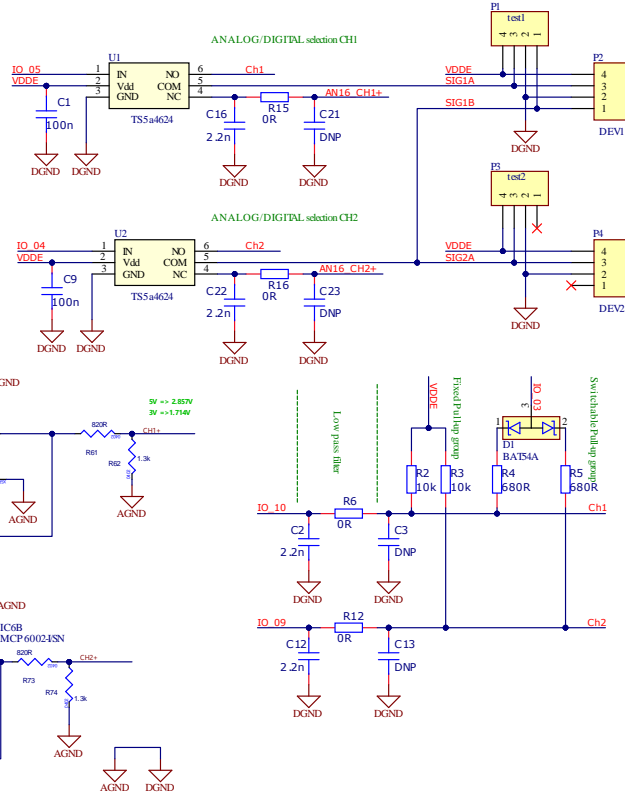 P1
test1
4 3 2 1
ANALOG/DIGITAL selection CH1
U1
P2
IO_05
1 IN NO 6
Ch1
VDDE
2 Vdd COM 5
3 GND NC 4
TS5a4624
VDDE
4
SIG1A
3
2
SIG1B
1
DEV1
C1
100n
C16
2.2n
R15
0R
AN16_CH1+
C21
DNP
DGND
DGND
DGND
DGND
DGND
P3
test2
4 3 2 1
ANALOG/DIGITAL selection CH2
U2
P4
IO_04
1 IN NO 6
Ch2
VDDE
2 Vdd COM 5
3 GND NC 4
TS5a4624
VDDE
4
SIG2A
3
2
1
DEV2
C9
100n
C22
2.2n
R16
0R
AN16_CH2+
C23
DNP
DGND
DGND
DGND
DGND
DGND
GND
5V => 2.857V
3V =>1.714V
820R
R61
CH1+
R62
1.3k
AGND
AGND
Low pass filter
VDDE
Fixed Pull-up group
IO_03
Switchable Pull-up group
1 3 2
D1
BAT54A
R2
10k
R3
10k
R4
680R
R5
680R
IO_10
R6
0R
Ch1
C2
2.2n
C3
DNP
DGND
DGND
IO_09
R12
0R
Ch2
C12
2.2n
C13
DNP
DGND
DGND
AGND
IC6B
MCP6002-I/SN
820R
R73
CH2+
R74
1.3k
AGND
AGND
DGND